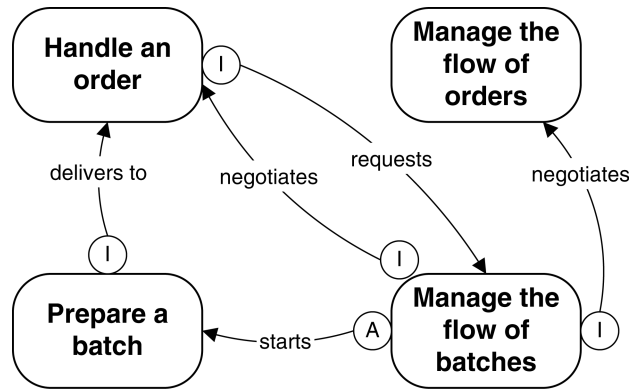 Handle an
order
I
Manage the
flow of
orders
requests
delivers to
negotiates
negotiates
I
I
Prepare a
batch
starts
A
Manage the
flow of
batches
I